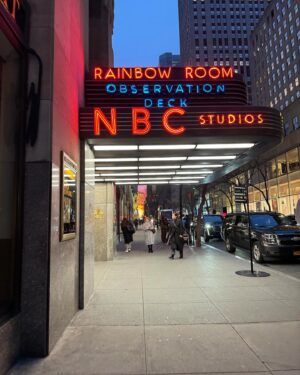 RAINBOW ROOM
OBSERVATION
DECK
NBC STUDIOS